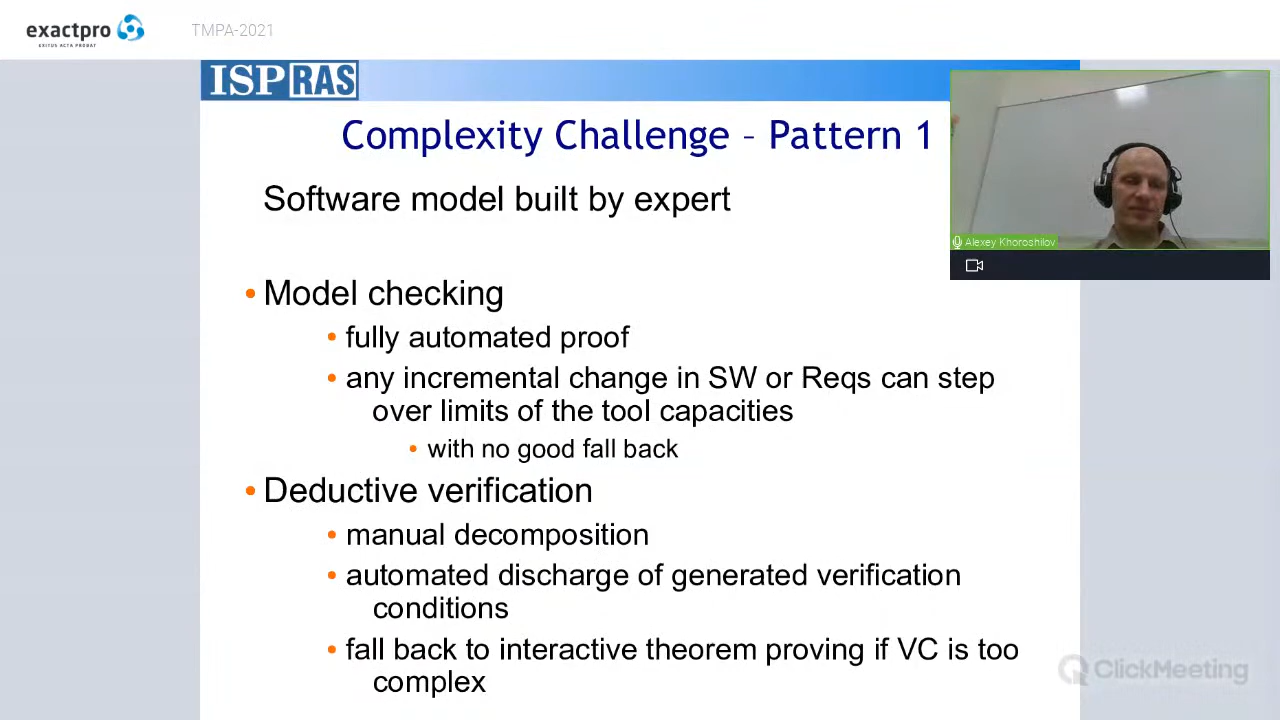 exactpro
EXITUS ACTA PROBAT
TMPA-2021
ISP RAS
Complexity Challenge – Pattern 1
Software model built by expert
Alexey Khoroshilov
• Model checking
• fully automated proof
• any incremental change in SW or Reqs can step
over limits of the tool capacities
• with no good fall back
• Deductive verification
• manual decomposition
• automated discharge of generated verification
conditions
• fall back to interactive theorem proving if VC is too
complex
ClickMeeting